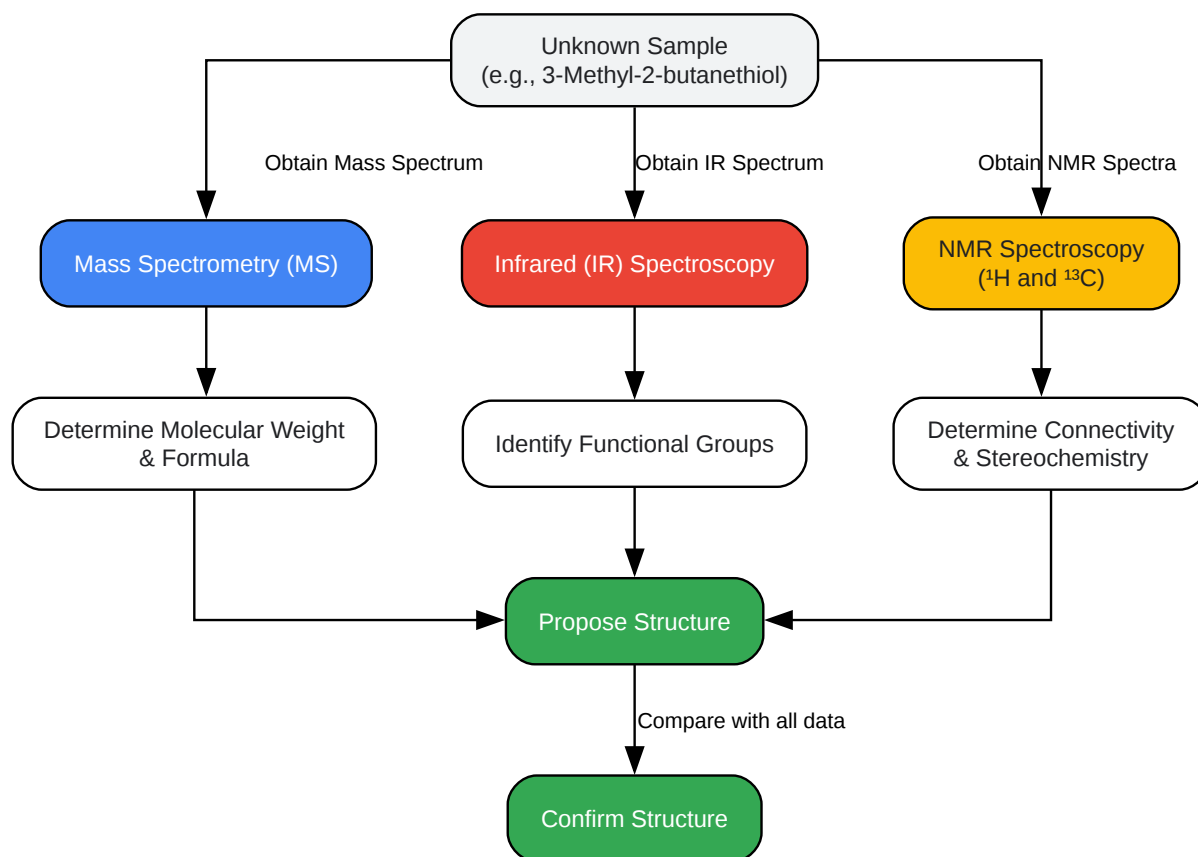 Unknown Sample
(e.g., 3-Methyl-2-butanethiol)
Obtain Mass Spectrum
Obtain IR Spectrum
Obtain NMR Spectra
Mass Spectrometry (MS)
Infrared (IR) Spectroscopy
NMR Spectroscopy
(¹H and ¹³C)
Determine Molecular Weight
& Formula
Identify Functional Groups
Determine Connectivity
& Stereochemistry
Propose Structure
Compare with all data
Confirm Structure